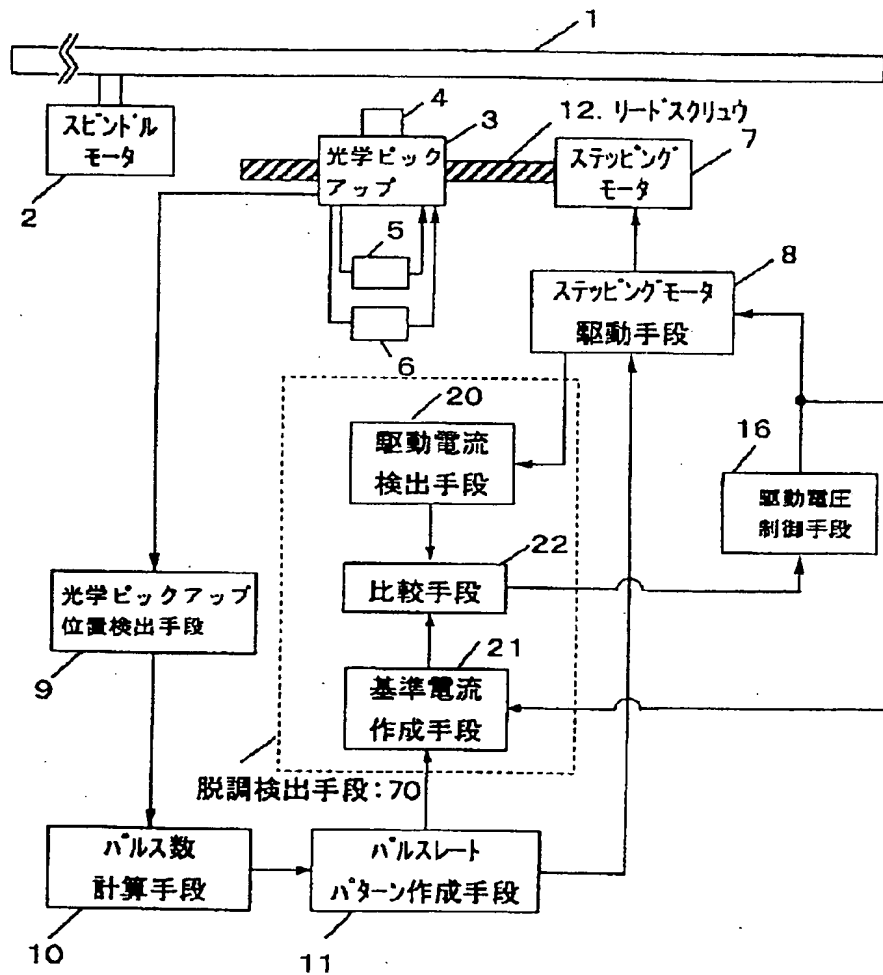 1
スピンドル
モータ
2
4
3
光学ピック
アップ
12. リードスクリュウ
ステッピング
モータ
7
5
6
ステッピングモータ
駆動手段
8
20
駆動電流
検出手段
16
駆動電圧
制御手段
22
比較手段
光学ピックアップ
位置検出手段
9
21
基準電流
作成手段
脱調検出手段:70
パルス数
計算手段
10
パルスレート
パターン作成手段
11